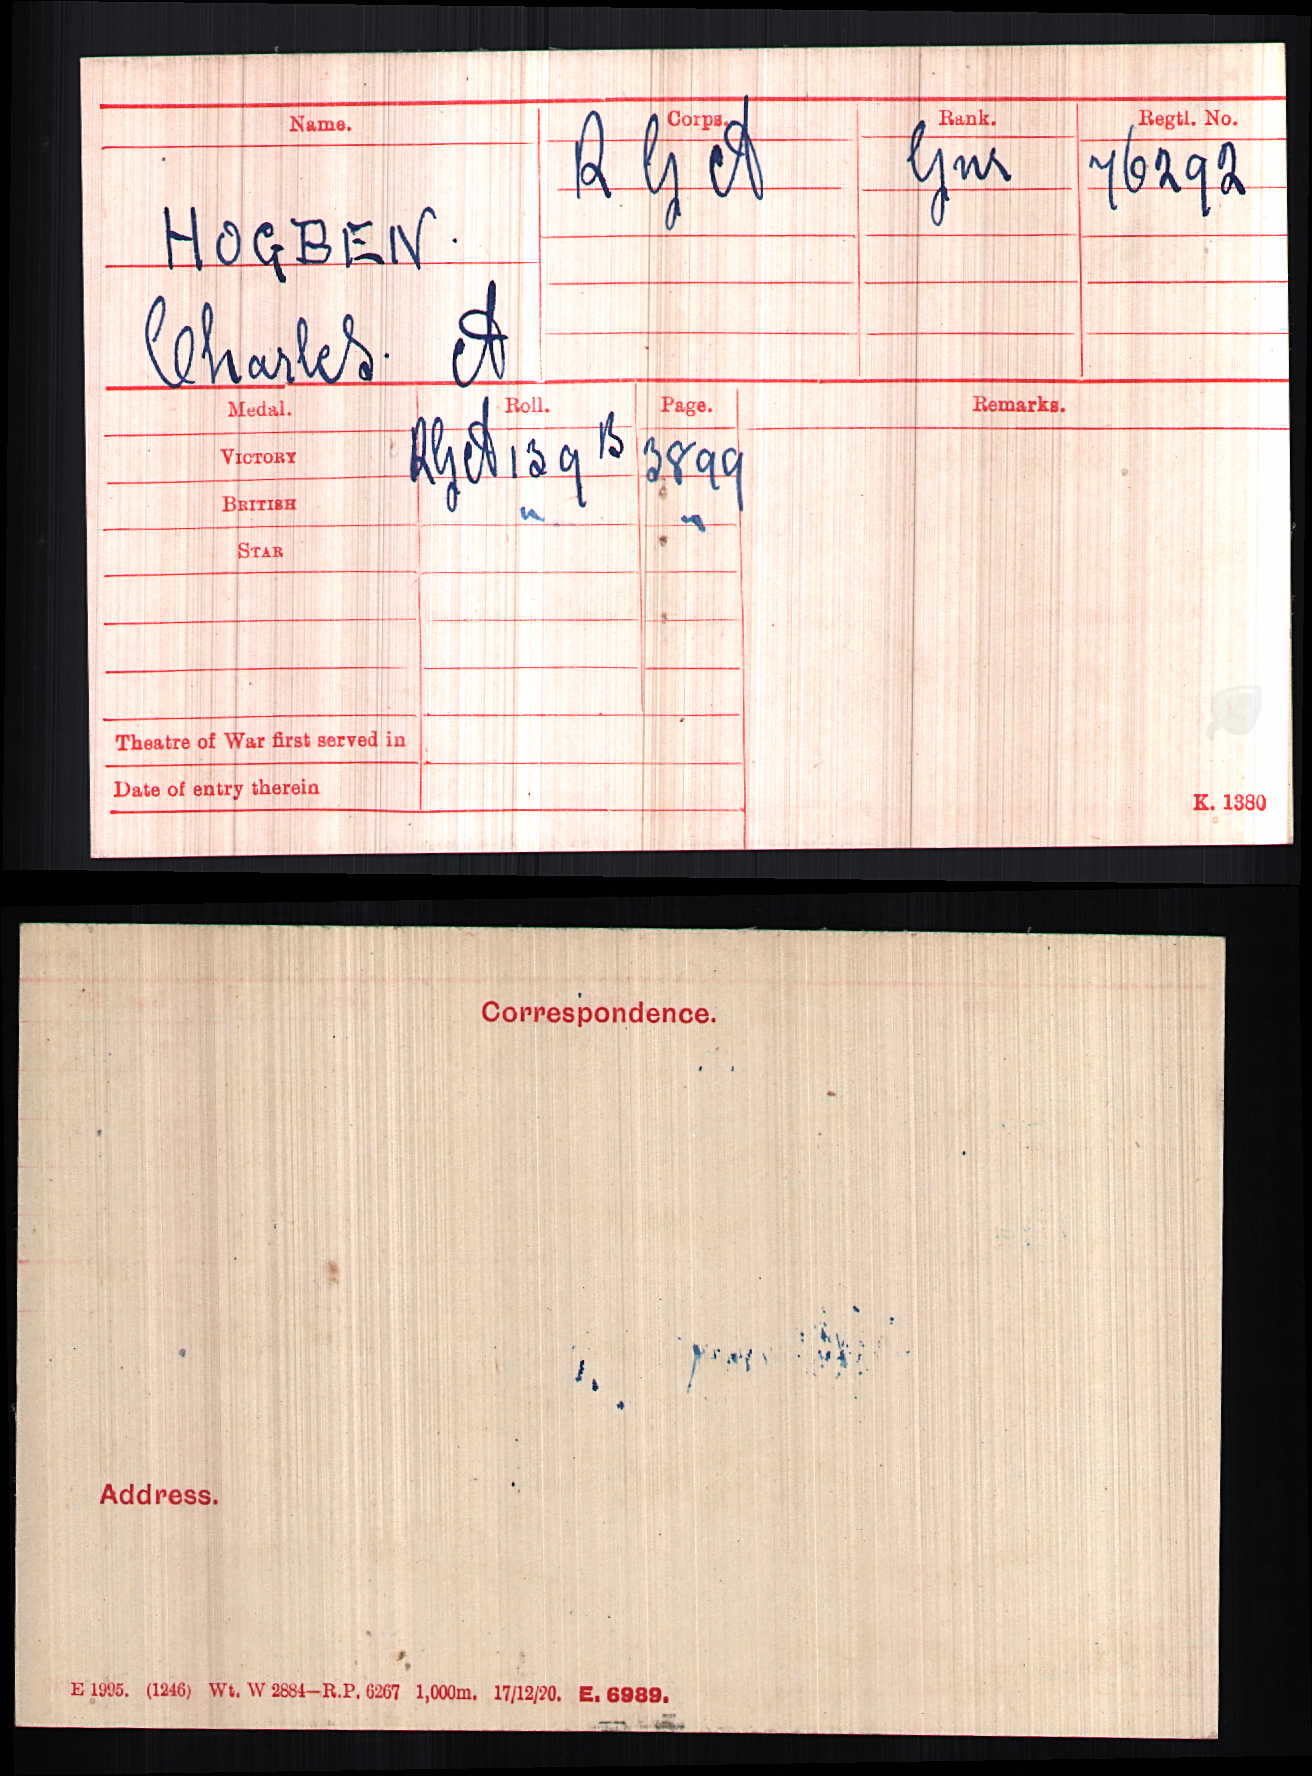 Name. Corps. Rank. Regtl. No.
R G A Gnr 76292
HOGBEN.
Charles. A
Medal. Roll. Page. Remarks.
VICTORY RGA 139 B 3899
BRITISH " "
STAR
Theatre of War first served in
Date of entry therein
K. 1380
Correspondence.
Address.
E 1995. (1246) Wt. W 2884—R.P. 6267 1,000m. 17/12/20. E. 6989.